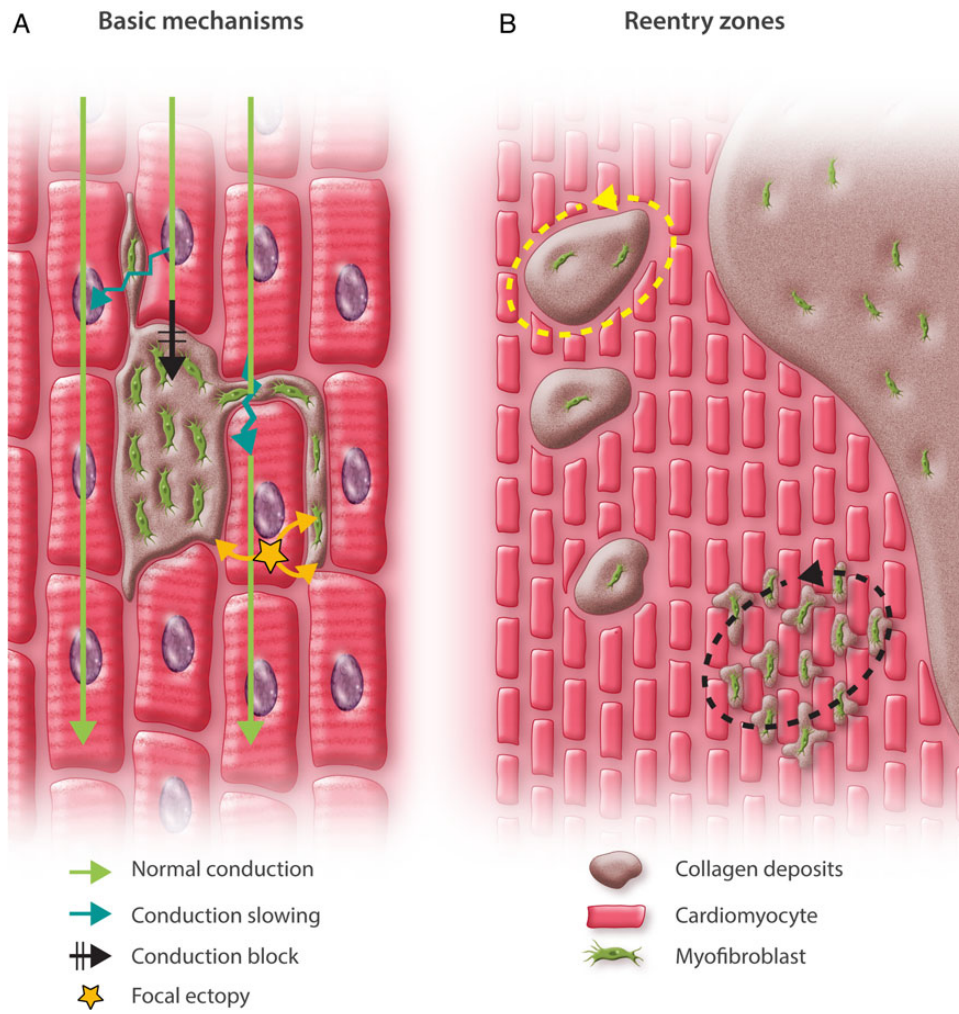 A
Basic mechanisms
B
Reentry zones
Normal conduction
Conduction slowing
Conduction block
Focal ectopy
Collagen deposits
Cardiomyocyte
Myofibroblast